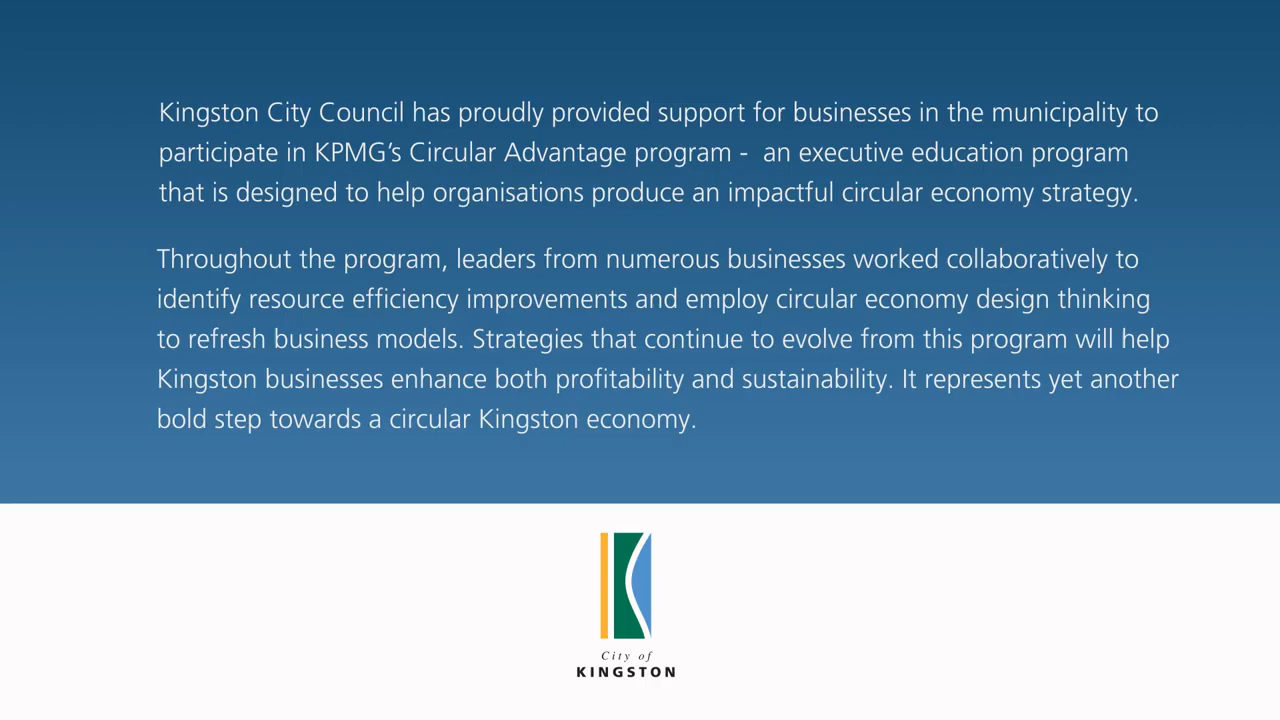 Kingston City Council has proudly provided support for businesses in the municipality to
participate in KPMG’s Circular Advantage program -  an executive education program
that is designed to help organisations produce an impactful circular economy strategy.
Throughout the program, leaders from numerous businesses worked collaboratively to
identify resource efficiency improvements and employ circular economy design thinking
to refresh business models. Strategies that continue to evolve from this program will help
Kingston businesses enhance both profitability and sustainability. It represents yet another
bold step towards a circular Kingston economy.
City of
KINGSTON